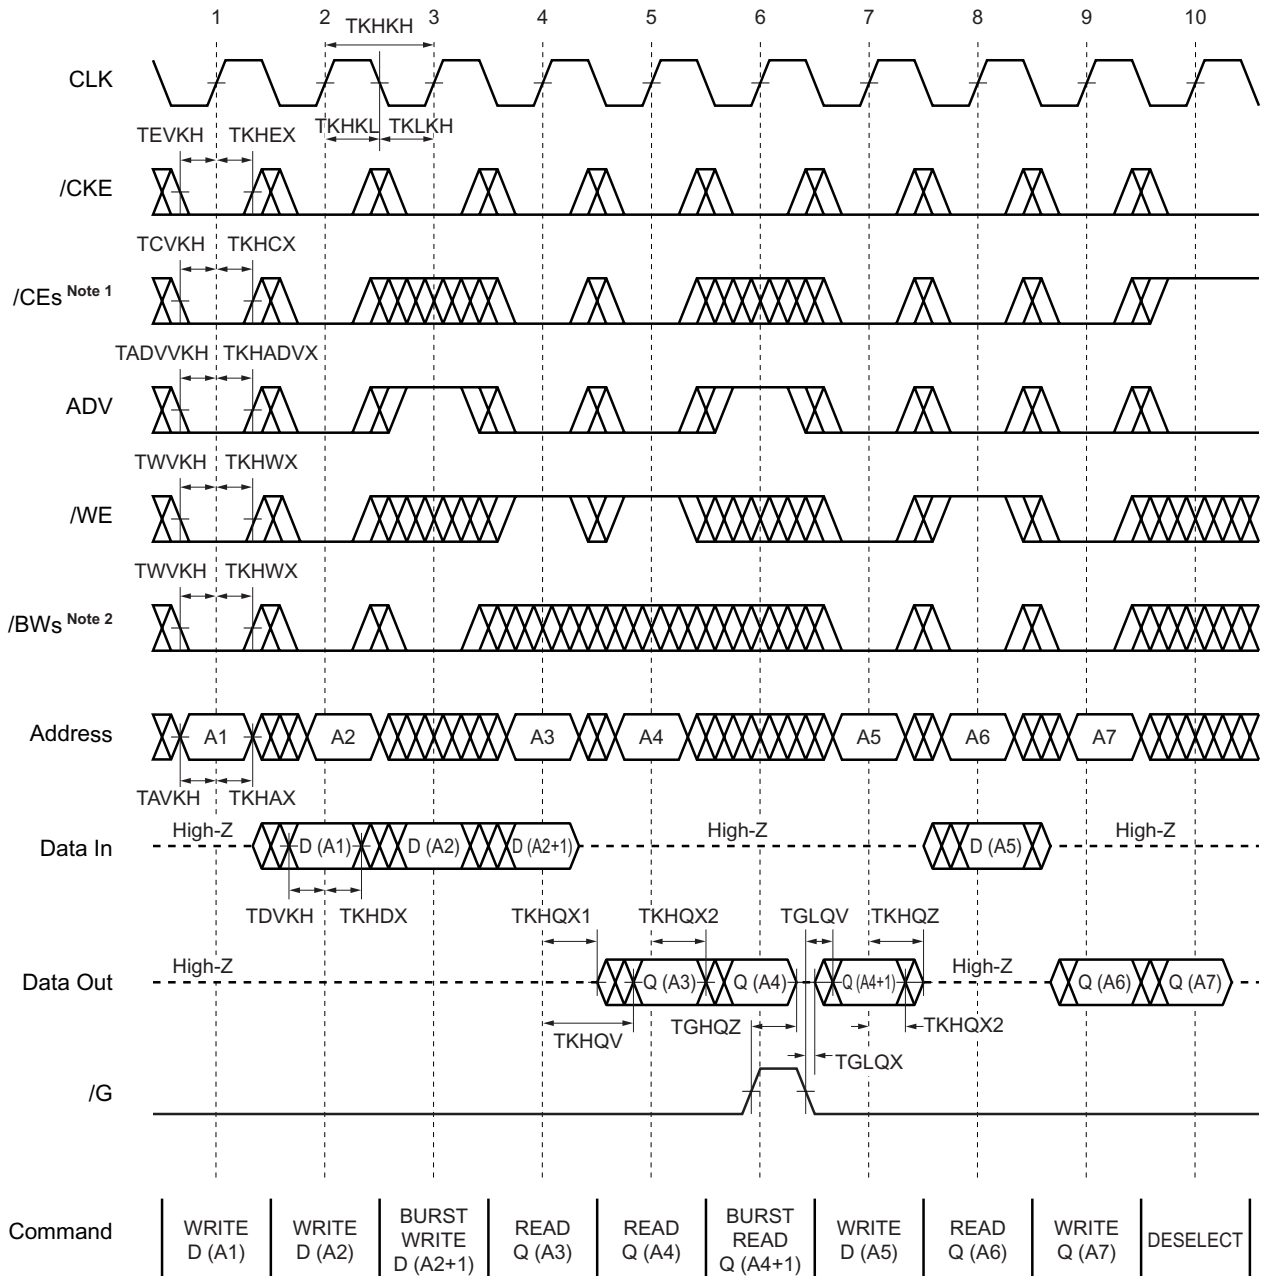 1 2 3 4 5 6 7 8 9 10
TKHKH
CLK
TKHKL TKLKH
TEVKH TKHEX
/CKE
TCVKH TKHCX
/CEs Note 1
TADVVKH TKHADVX
ADV
TWVKH TKHWX
/WE
TWVKH TKHWX
/BWs Note 2
Address A1 A2 A3 A4 A5 A6 A7
TAVKH TKHAX
High-Z High-Z High-Z
Data In D (A1) D (A2) D (A2+1) D (A5)
TDVKH TKHDX TKHQX1 TKHQX2 TGLQV TKHQZ
High-Z High-Z
Data Out Q (A3) Q (A4) Q (A4+1) Q (A6) Q (A7)
TKHQV TGHQZ TKHQX2
TGLQX
/G
Command
WRITE
D (A1)
WRITE
D (A2)
BURST
WRITE
D (A2+1)
READ
Q (A3)
READ
Q (A4)
BURST
READ
Q (A4+1)
WRITE
D (A5)
READ
Q (A6)
WRITE
Q (A7)
DESELECT